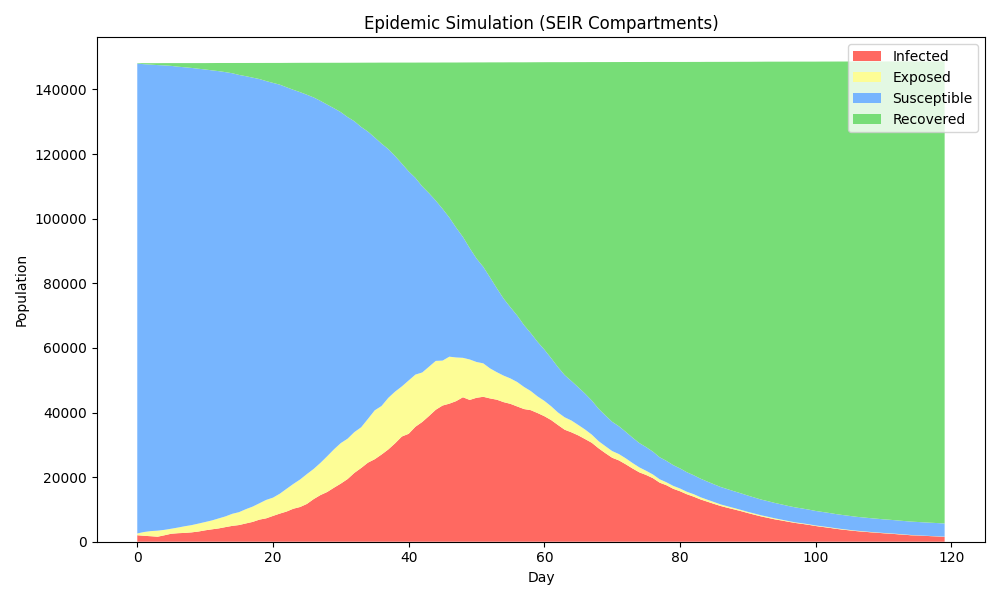 Epidemic Simulation (SEIR Compartments)
Infected
Exposed
Susceptible
Recovered
140000
120000
100000
80000
60000
40000
20000
0
Population
0 20 40 60 80 100 120
Day